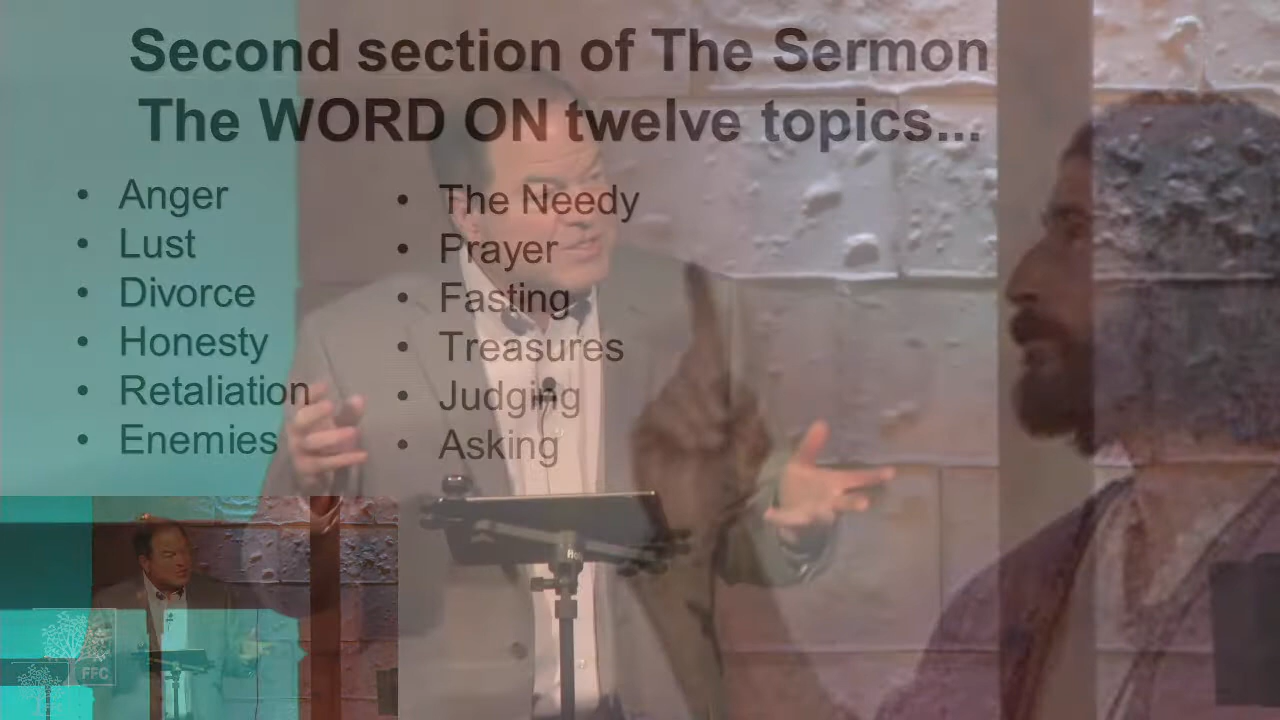 Second section of The Sermon
The WORD ON twelve topics...
• Anger
• Lust
• Divorce
• Honesty
• Retaliation
• Enemies
• The Needy
• Prayer
• Fasting
• Treasures
• Judging
• Asking
FFC